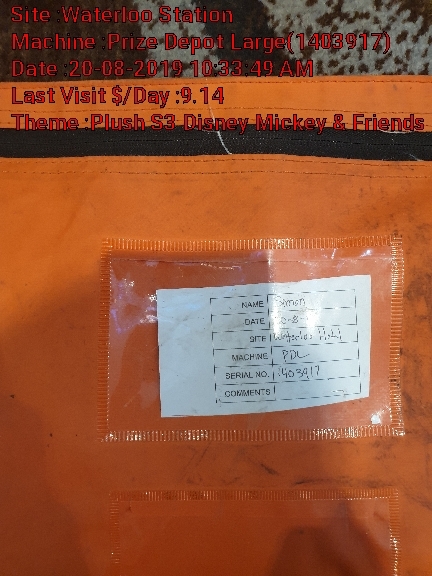 Site :Waterloo Station
Machine :Prize Depot Large(1403917)
Date :20-08-2019 10:33:49 AM
Last Visit $/Day :9.14
Theme :Plush S3 Disney Mickey & Friends
NAME
DATE
SITE Waterloo
MACHINE PDL
SERIAL NO. 1403917
COMMENTS